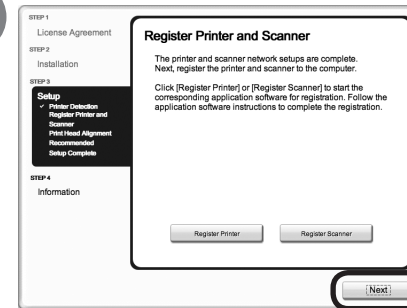 STEP 1
License Agreement
STEP 2
Installation
STEP 3
Setup
✓ Printer Detection
Register Printer and
Scanner
Print Head Alignment
Recommended
Setup Complete
STEP 4
Information
Register Printer and Scanner
The printer and scanner network setups are complete.
Next, register the printer and scanner to the computer.
Click [Register Printer] or [Register Scanner] to start the
corresponding application software for registration. Follow the
application software instructions to complete the registration.
Register Printer
Register Scanner
Next